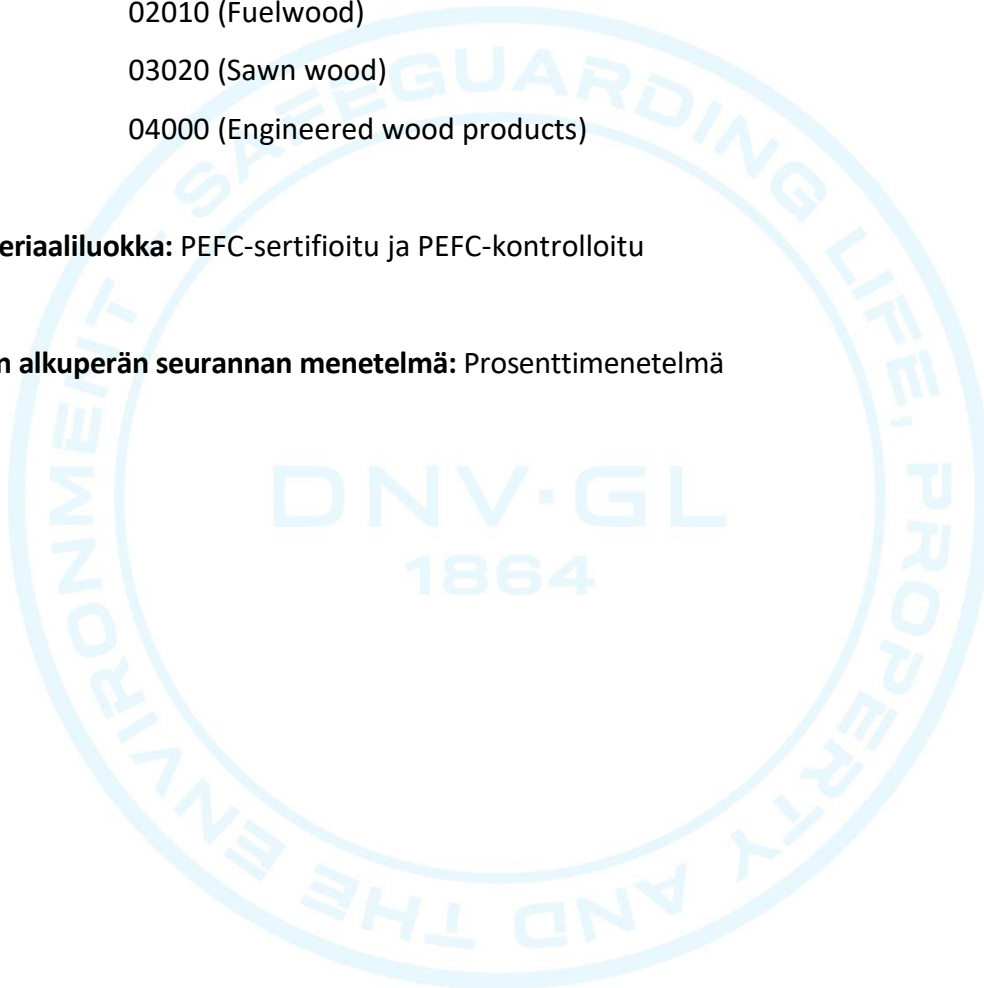 02010 (Fuelwood)
03020 (Sawn wood)
04000 (Engineered wood products)
eriaaliluokka: PEFC-sertifioitu ja PEFC-kontrolloitu
n alkuperän seurannan menetelmä: Prosenttimenetelmä
SAFEGUARDING LIFE, PROPERTY AND THE ENVIRONMENT
DNV·GL
1864